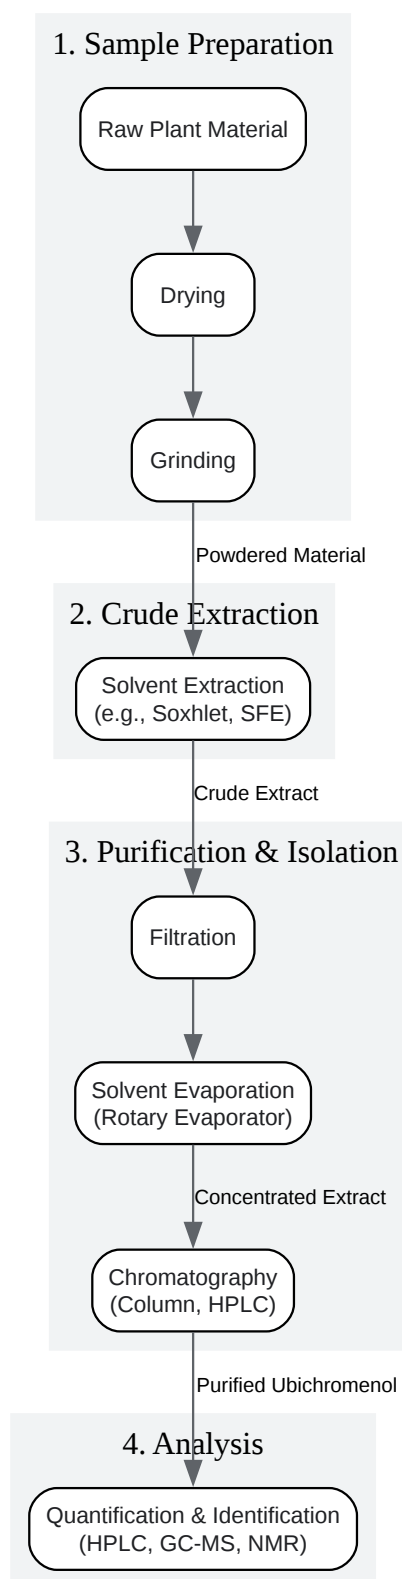 1. Sample Preparation
Raw Plant Material
Drying
Grinding
Powdered Material
2. Crude Extraction
Solvent Extraction
(e.g., Soxhlet, SFE)
Crude Extract
3. Purification & Isolation
Filtration
Solvent Evaporation
(Rotary Evaporator)
Concentrated Extract
Chromatography
(Column, HPLC)
Purified Ubichromenol
4. Analysis
Quantification & Identification
(HPLC, GC-MS, NMR)